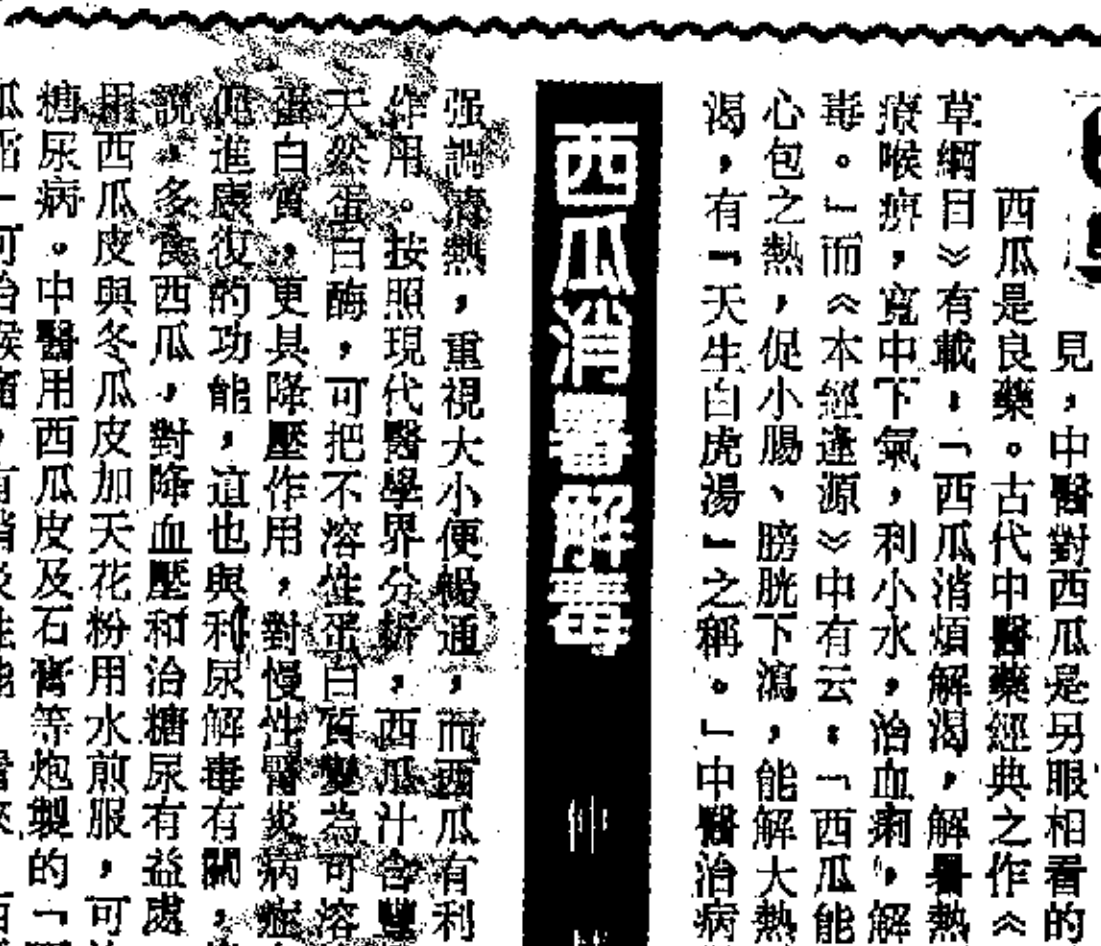 見，中醫對西瓜是另眼相看的
西瓜是良藥。古代中醫藥經典之作《
草綱目》有載，「西瓜消煩解渴，解暑熱
療喉痹，寬中下氣，利小水，治血痢，解
毒。」而《本經逢源》中有云：「西瓜能
心包之熱，促小腸、膀胱下瀉，能解大熱
渴，有『天生白虎湯』之稱。」中醫治病
西瓜消暑解毒
强調清熱，重視大小便暢通，而西瓜有利
作用。按照現代醫學界分析，西瓜汁含豐
天然蛋白酶，可把不溶性蛋白質變為可溶
蛋白質，更具降壓作用，對慢性腎炎病症
促進康復的功能，這也與利尿解毒有關，
說，多食西瓜，對降血壓和治糖尿有益處
用西瓜皮與冬瓜皮加天花粉用水煎服，可
糖尿病。中醫用西瓜皮及石膏等炮製的「